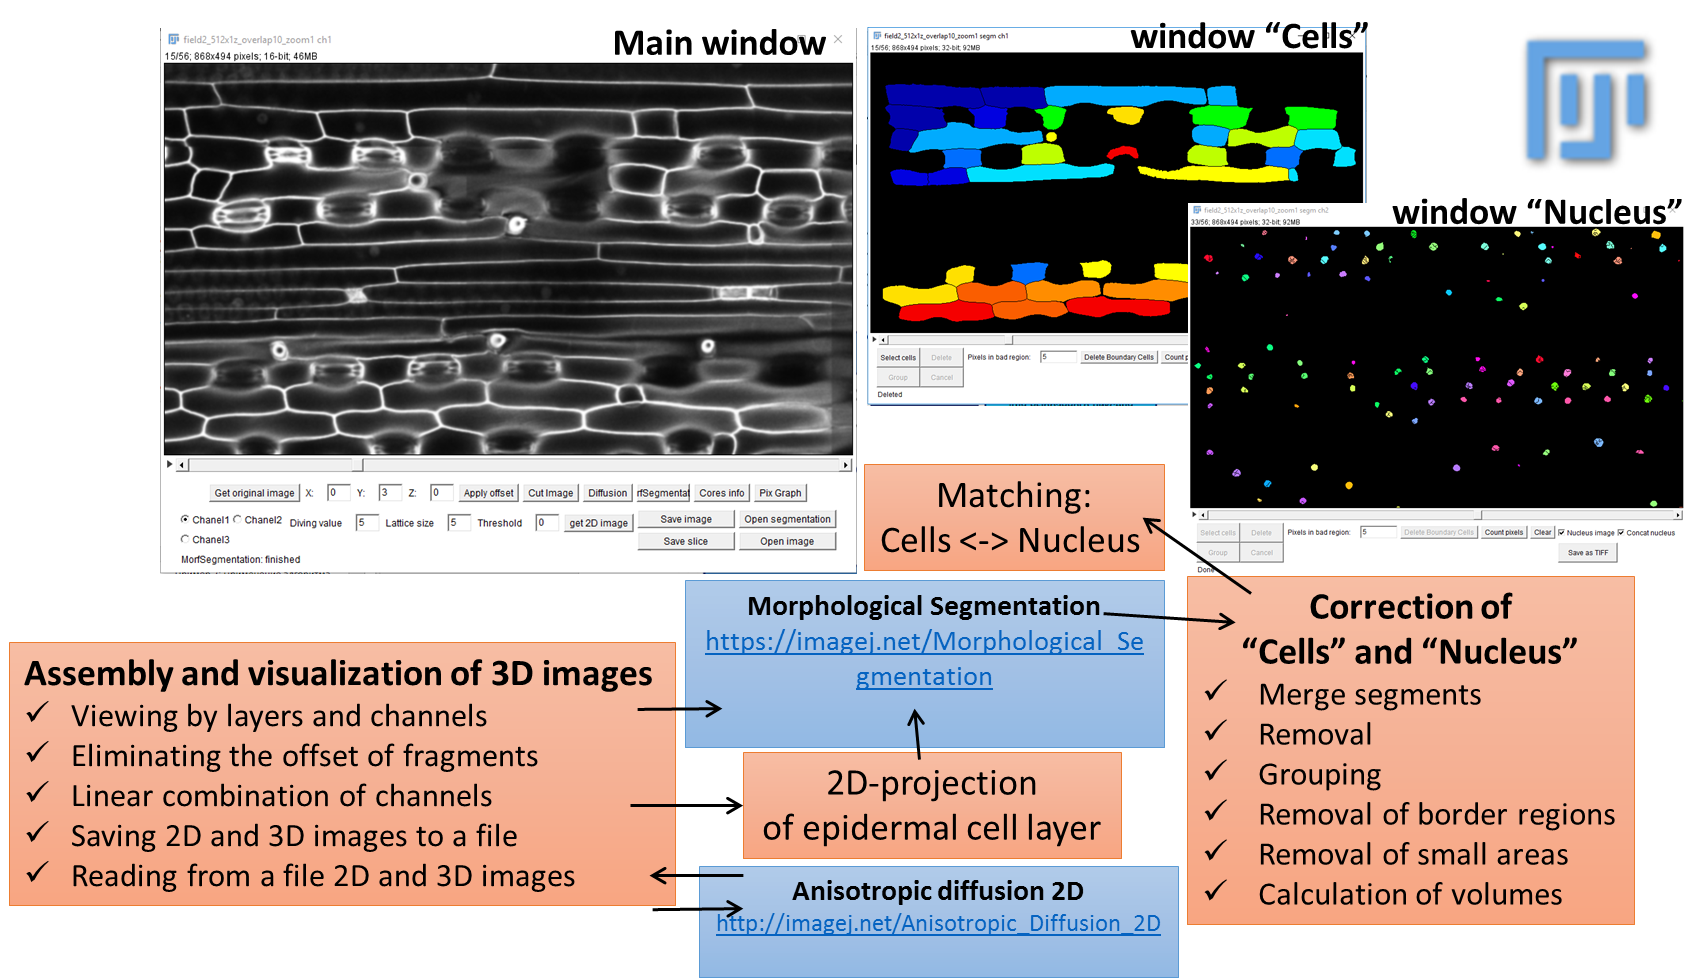 field2_512x1z_overlap10_zoom1 ch1
Main window
15/56; 868x494 pixels; 16-bit; 46MB
Get original image X: 0 Y: 3 Z: 0 Apply offset Cut Image Diffusion rfSegmentat Cores info Pix Graph
Chanel1 Chanel2 Diving value 5 Lattice size 5 Threshold 0 get 2D image Save image Open segmentation
Chanel3 Save slice Open image
MorfSegmentation: finished
field2_512x1z_overlap10_zoom1 segm ch1
window “Cells”
15/56; 868x494 pixels; 32-bit; 92MB
Select cells Delete Pixels in bad region: 5 Delete Boundary Cells Count p
Group Cancel
Deleted
window “Nucleus”
field2_512x1z_overlap10_zoom1 segm ch2
33/56; 868x494 pixels; 32-bit; 92MB
Select cells Delete Pixels in bad region: 5 Delete Boundary Cells Count pixels Clear Nucleus image Concat nucleus
Group Cancel Save as TIFF
Done
Matching:
Cells <-> Nucleus
Morphological Segmentation
https://imagej.net/Morphological_Se
gmentation
Correction of
“Cells” and “Nucleus”
✓ Merge segments
✓ Removal
✓ Grouping
✓ Removal of border regions
✓ Removal of small areas
✓ Calculation of volumes
Assembly and visualization of 3D images
✓ Viewing by layers and channels
✓ Eliminating the offset of fragments
✓ Linear combination of channels
✓ Saving 2D and 3D images to a file
✓ Reading from a file 2D and 3D images
2D-projection
of epidermal cell layer
Anisotropic diffusion 2D
http://imagej.net/Anisotropic_Diffusion_2D